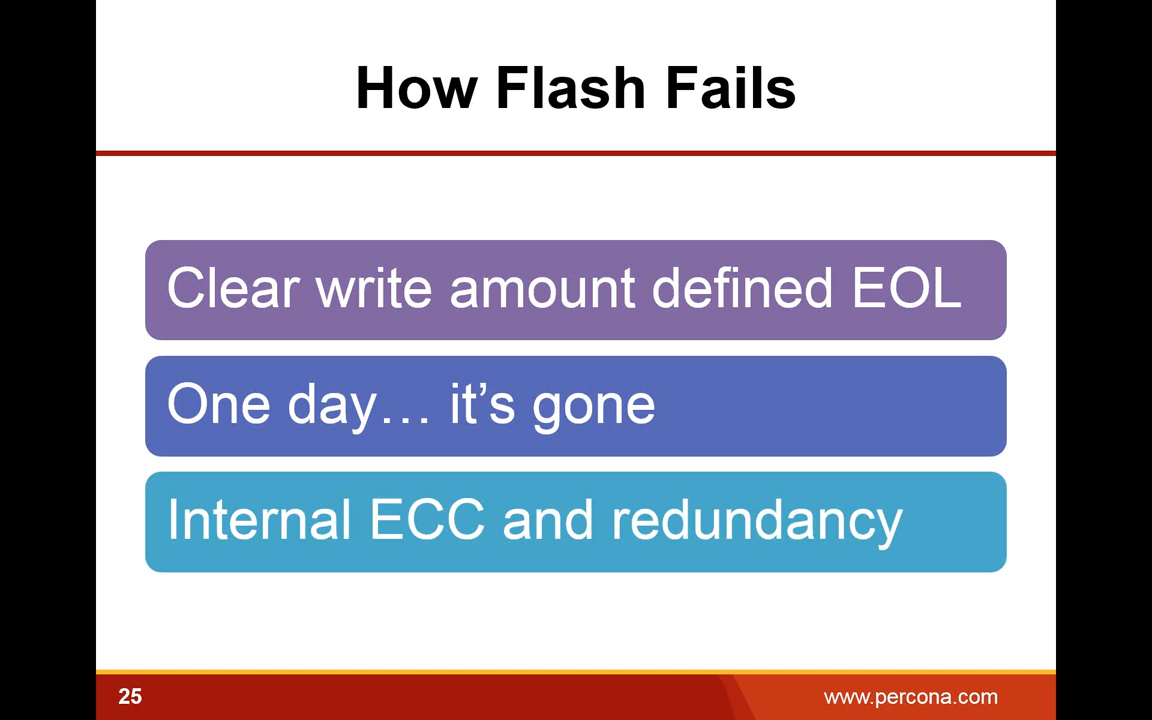 How Flash Fails
Clear write amount defined EOL
One day… it’s gone
Internal ECC and redundancy
25
www.percona.com